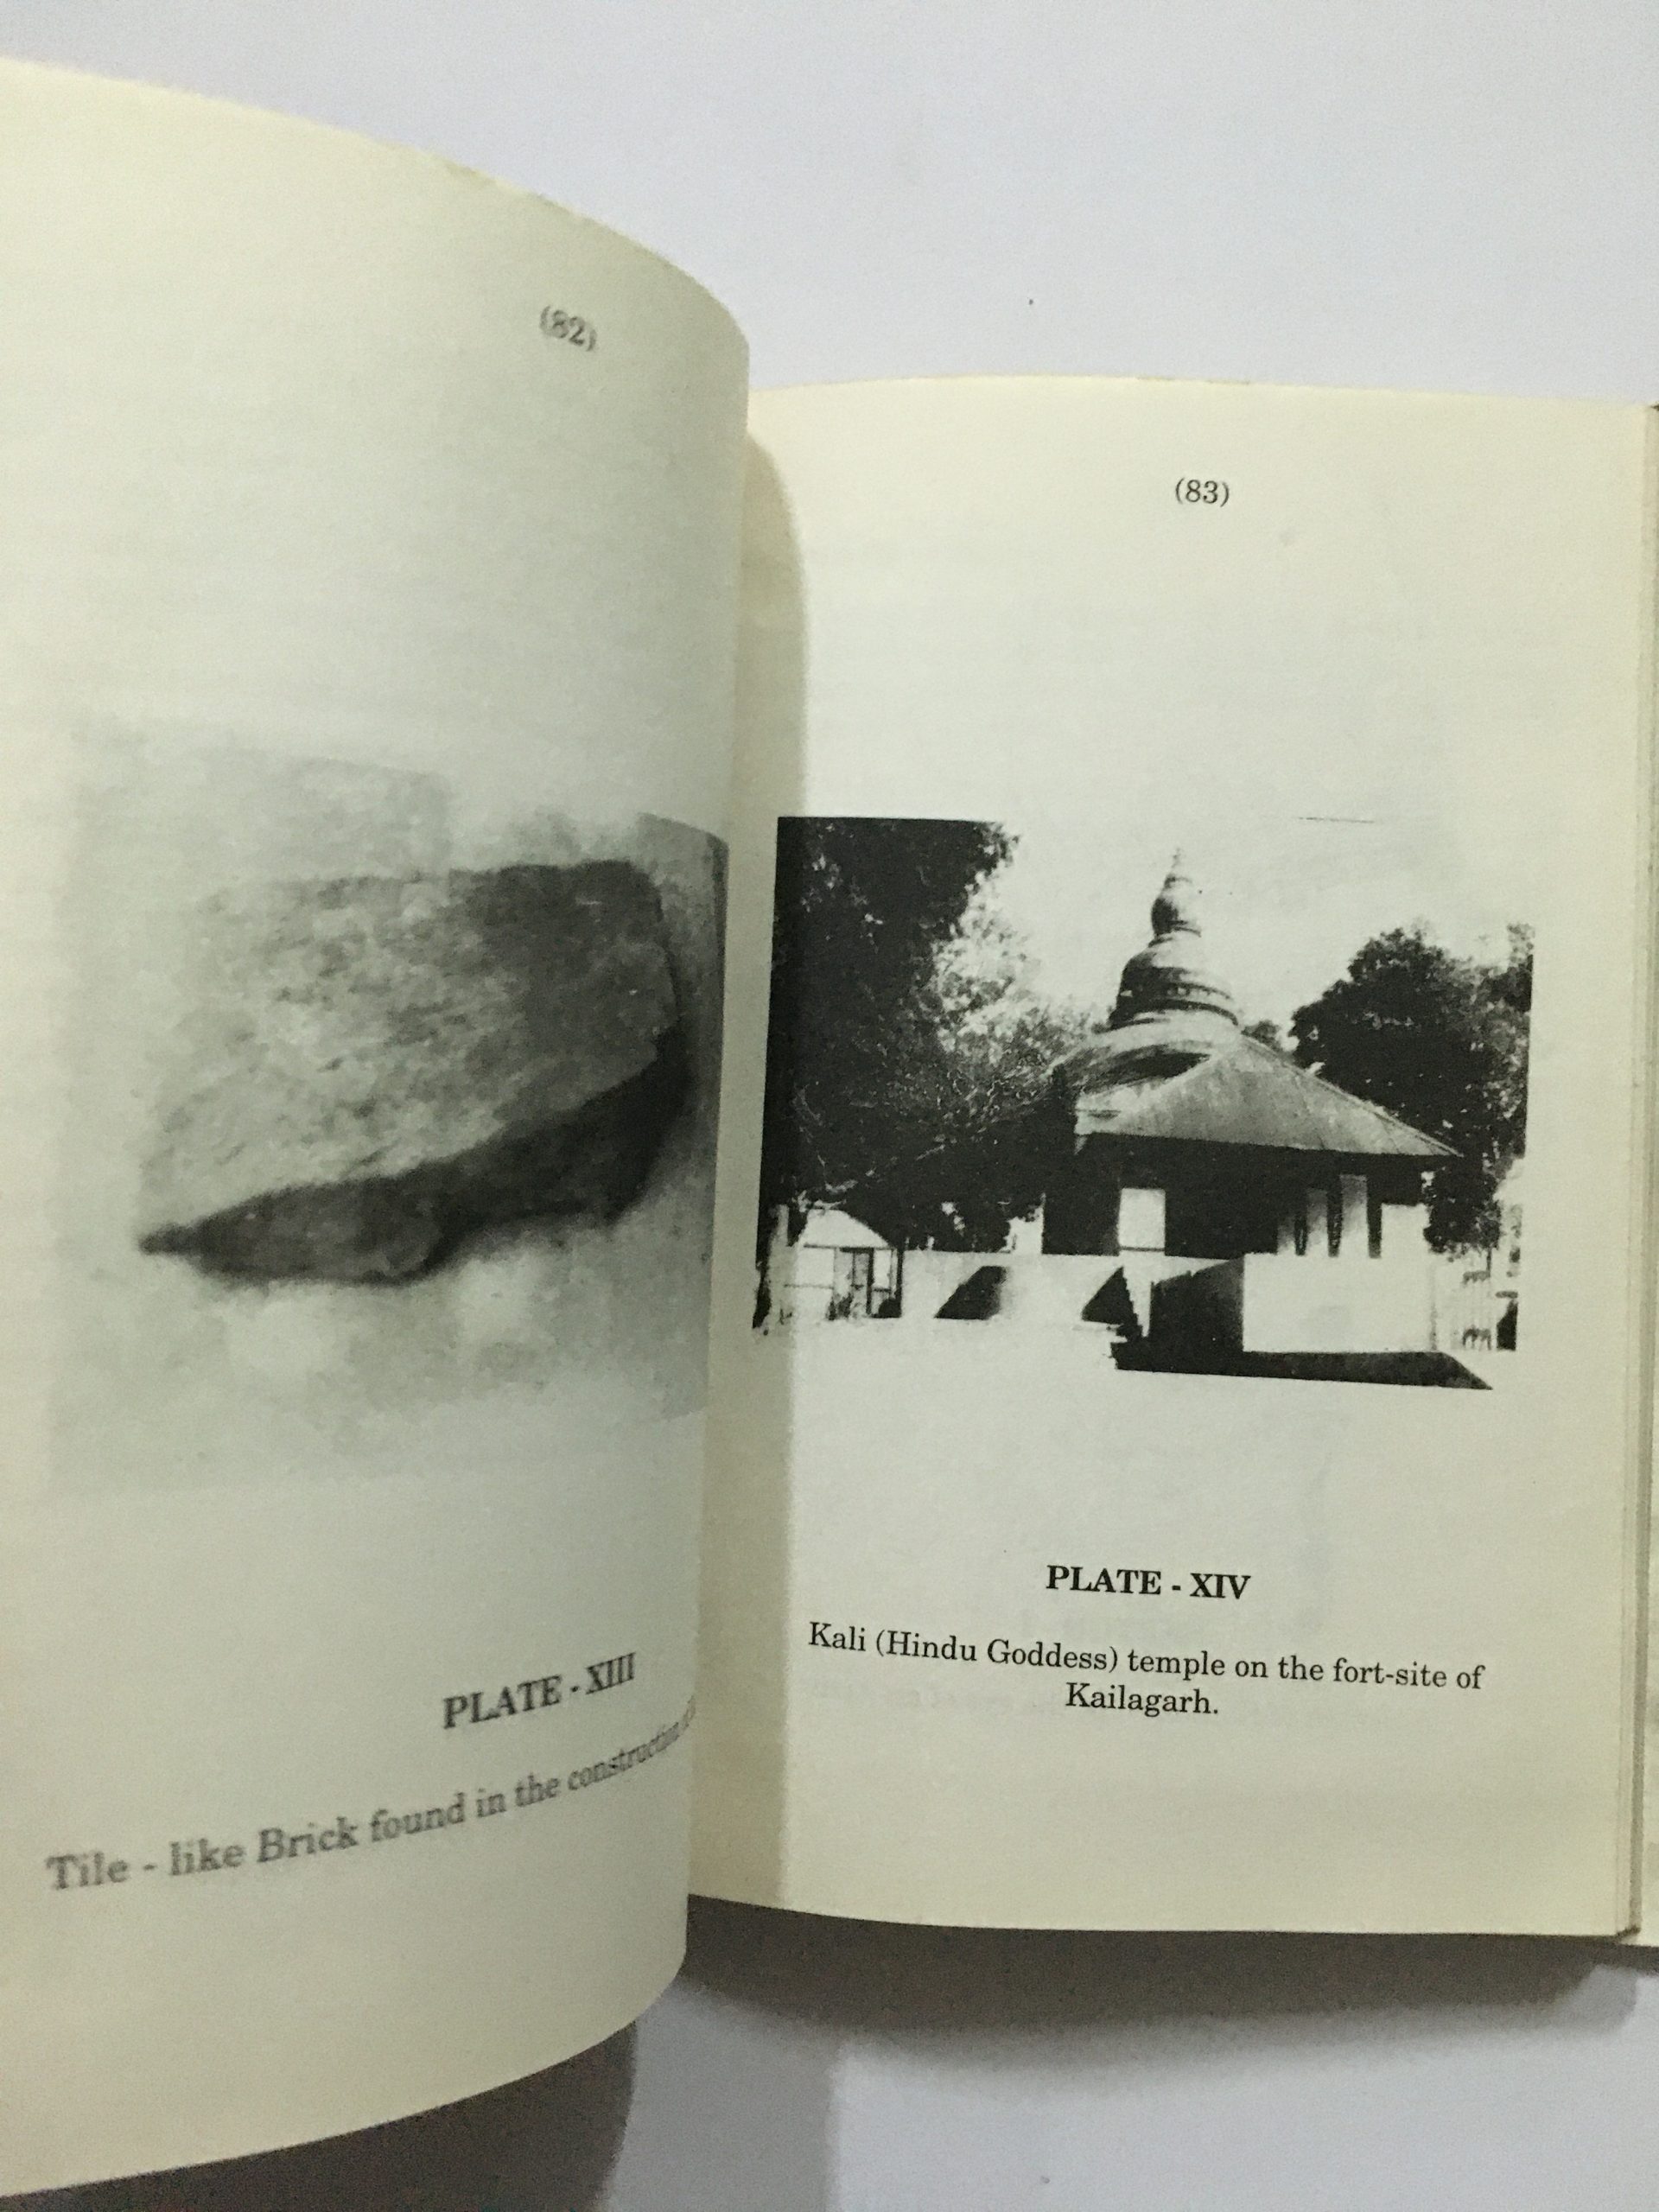 (82)
PLATE - XIII
Tile - like Brick found in the construction
(83)
PLATE - XIV
Kali (Hindu Goddess) temple on the fort-site of
Kailagarh.